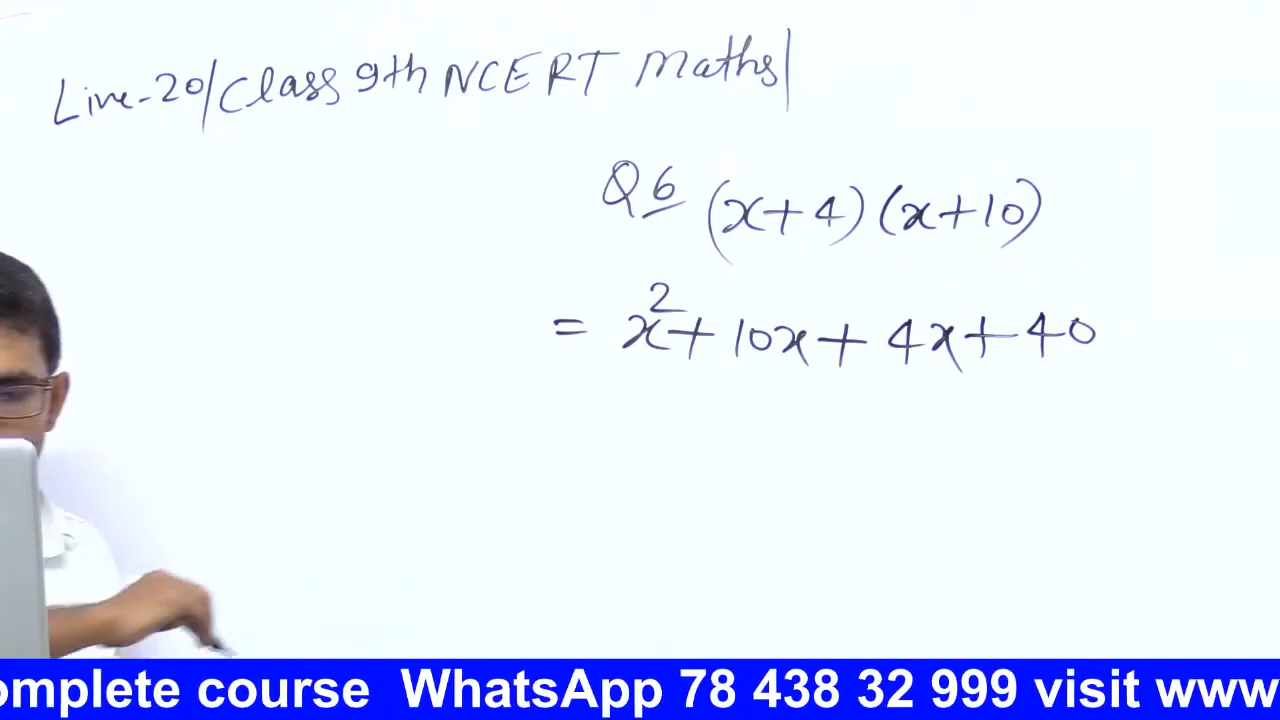 Live-20/Class 9th NCERT Maths|
Q6 (x+4)(x+10)
= x²+10x+4x+40
omplete course WhatsApp 78 438 32 999 visit www